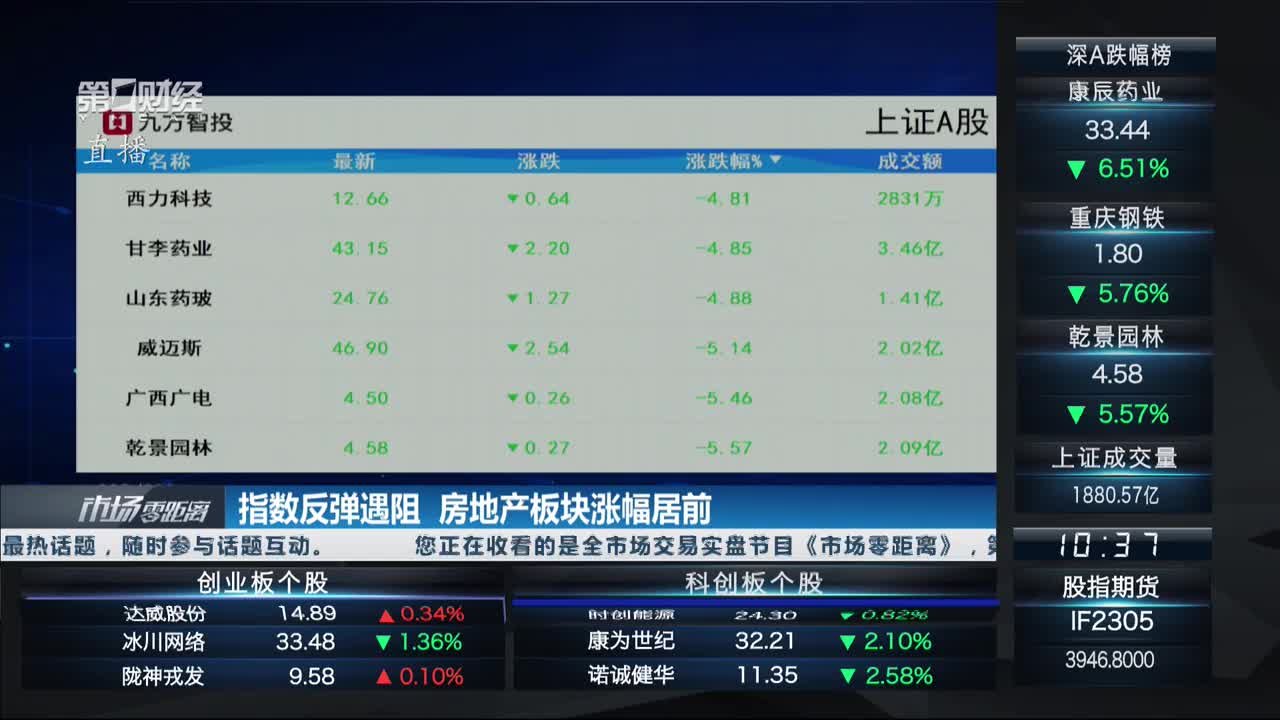 第一财经
直播
九方智投
上证A股
名称 最新 涨跌 涨跌幅%▼ 成交额
西力科技 12.66 ▼0.64 -4.81 2831万
甘李药业 43.15 ▼2.20 -4.85 3.46亿
山东药玻 24.76 ▼1.27 -4.88 1.41亿
威迈斯 46.90 ▼2.54 -5.14 2.02亿
广西广电 4.50 ▼0.26 -5.46 2.08亿
乾景园林 4.58 ▼0.27 -5.57 2.09亿
深A跌幅榜
康辰药业
33.44
▼ 6.51%
重庆钢铁
1.80
▼ 5.76%
乾景园林
4.58
▼ 5.57%
上证成交量
1880.57亿
10:37
股指期货
IF2305
3946.8000
市场零距离
指数反弹遇阻 房地产板块涨幅居前
最热话题，随时参与话题互动。 您正在收看的是全市场交易实盘节目《市场零距离》，
创业板个股
达威股份 14.89 ▲0.34%
冰川网络 33.48 ▼1.36%
陇神戎发 9.58 ▲0.10%
科创板个股
时创能源 24.30 ▼0.82%
康为世纪 32.21 ▼2.10%
诺诚健华 11.35 ▼2.58%